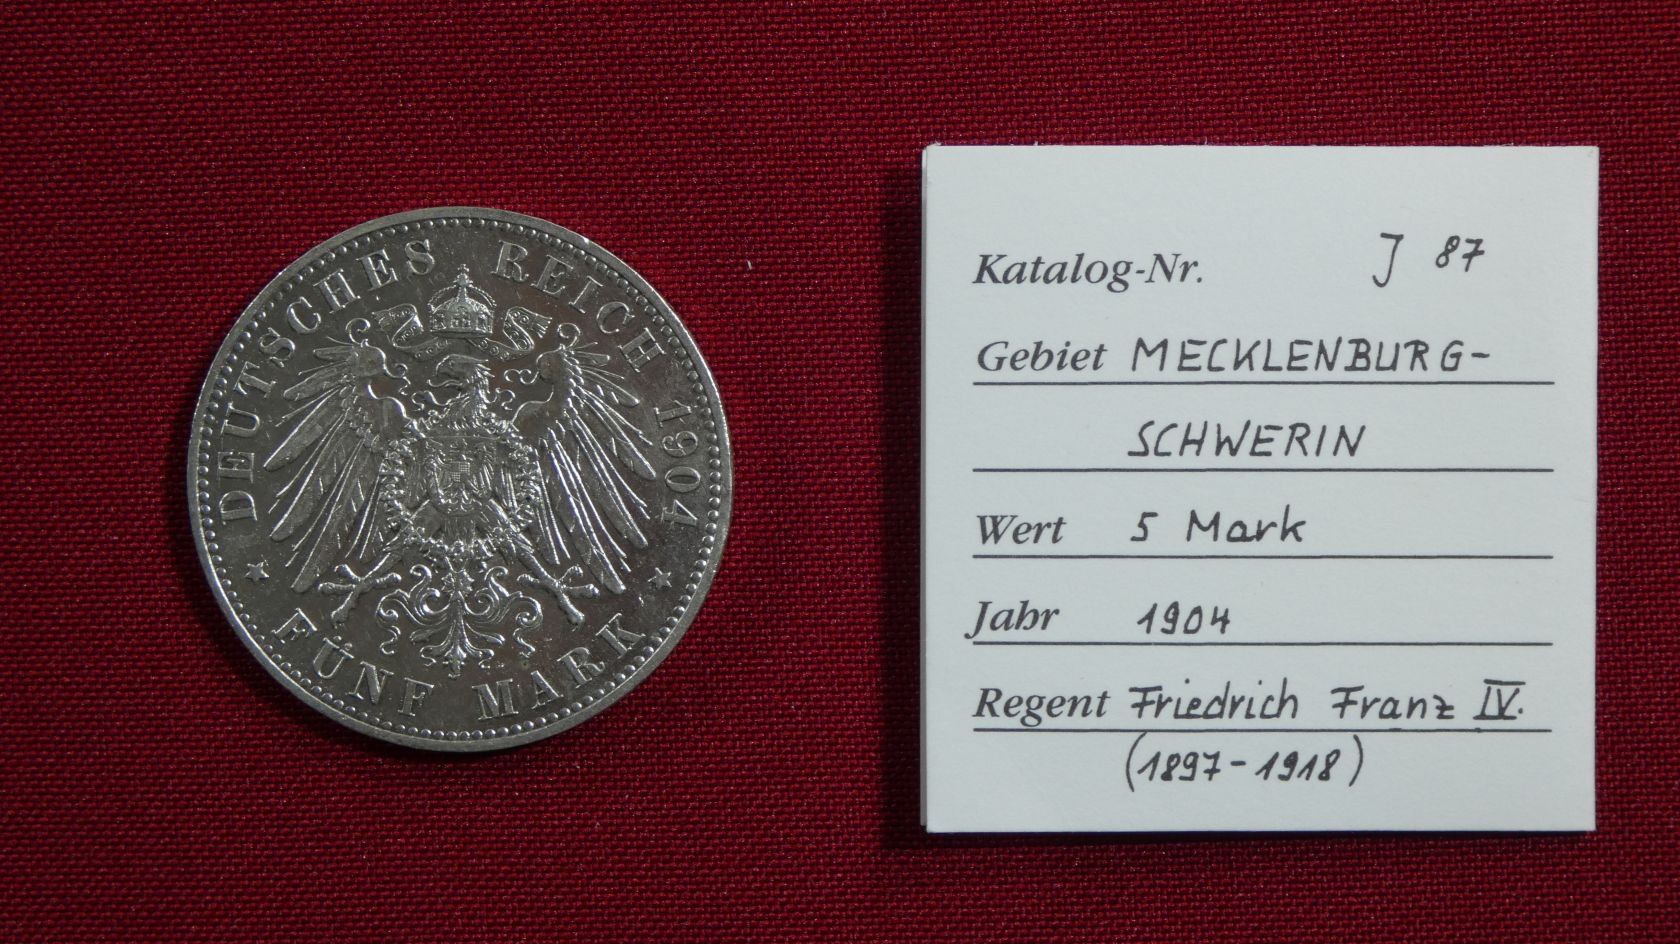 DEUTSCHES REICH 1904
FÜNF MARK
Katalog-Nr. J 87
Gebiet MECKLENBURG-
SCHWERIN
Wert 5 Mark
Jahr 1904
Regent Friedrich Franz IV.
(1897-1918)